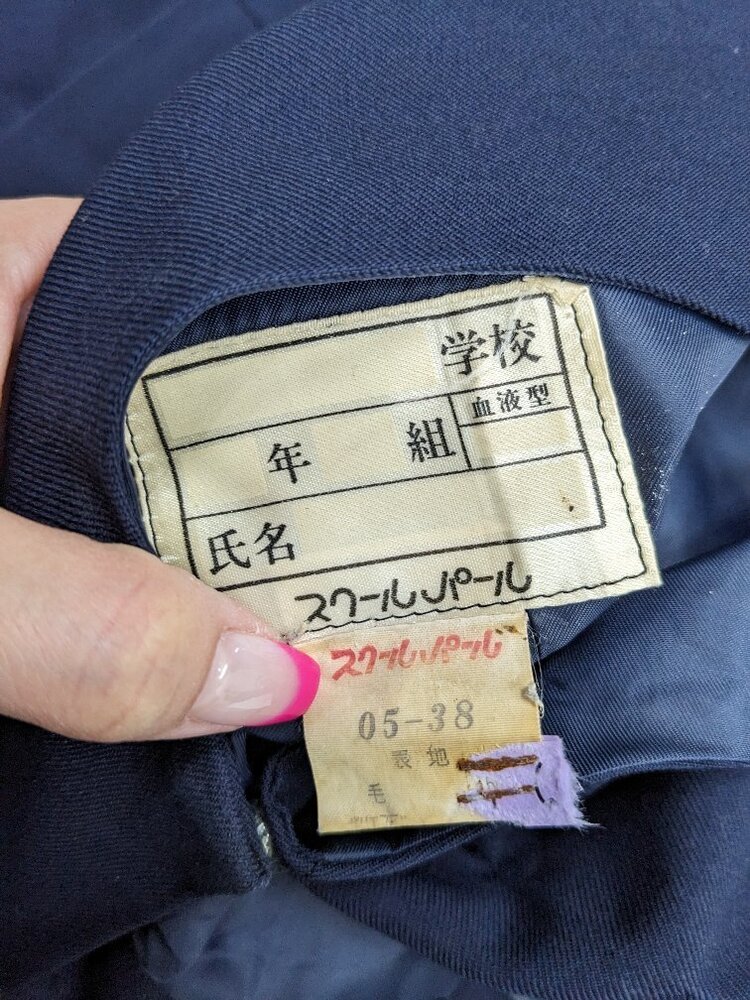 学校
血液型
年 組
氏名
スクールパール
スクールパール
05-38
表地
毛